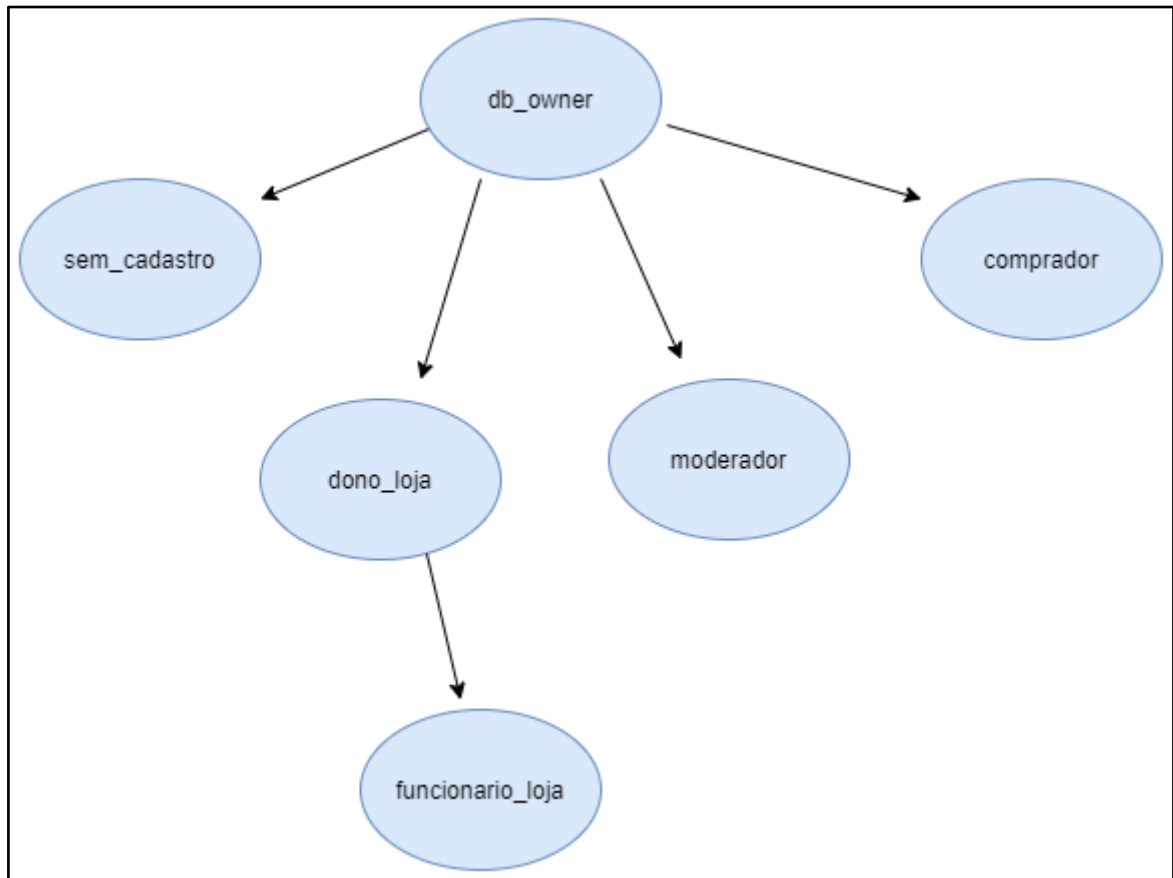 db_owner
sem_cadastro
comprador
dono_loja
moderador
funcionario_loja